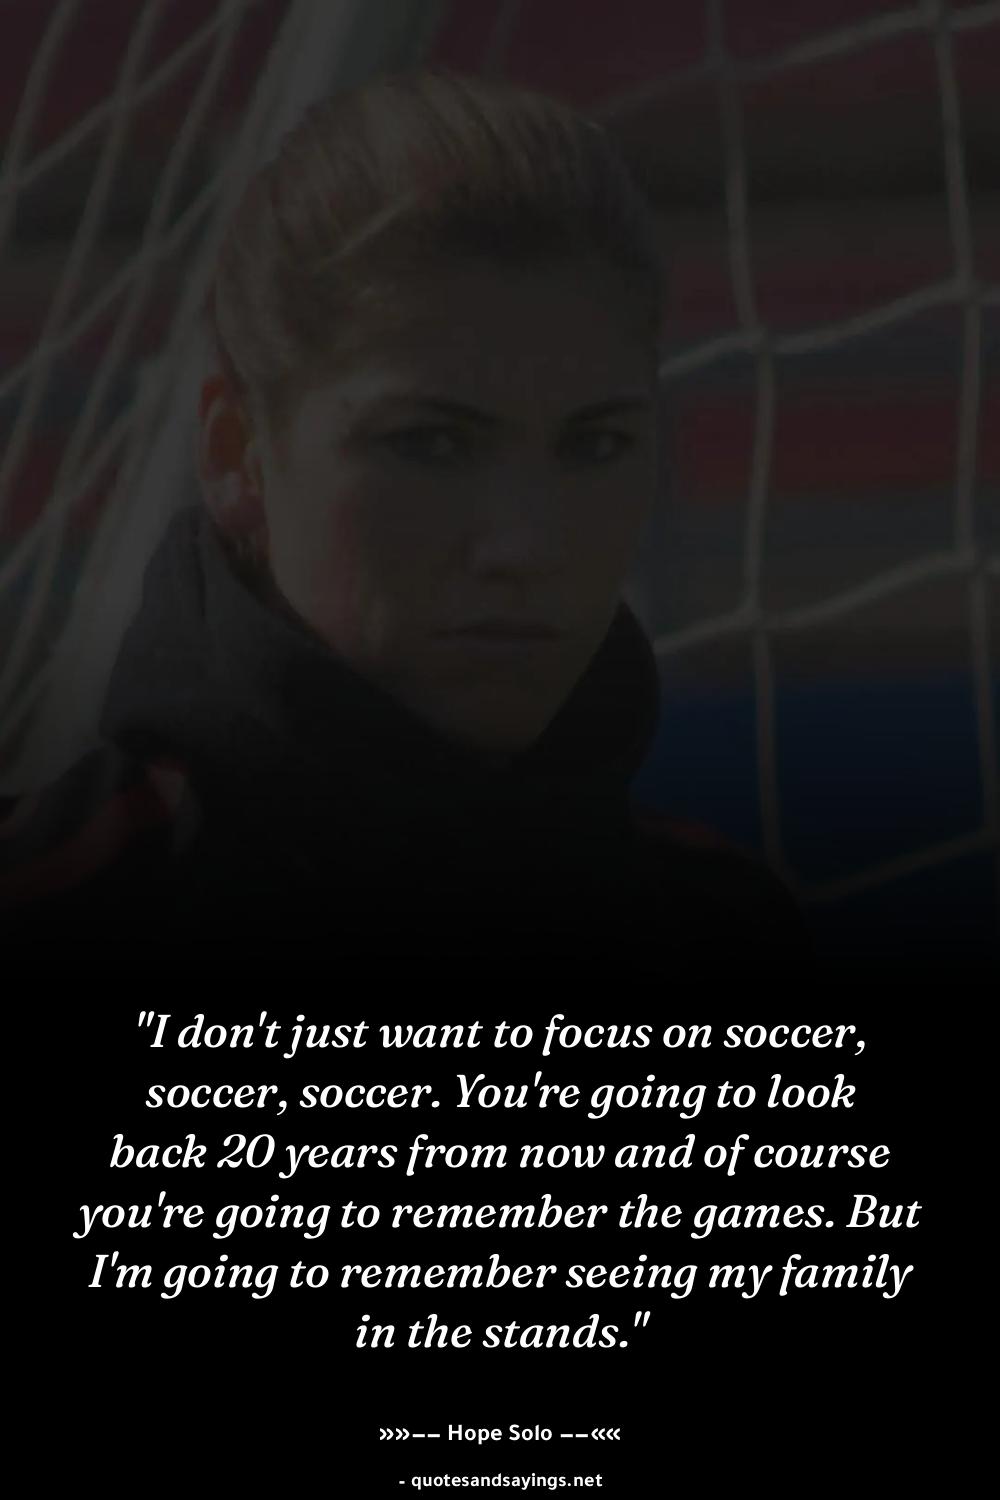 "I don't just want to focus on soccer,
soccer, soccer. You're going to look
back 20 years from now and of course
you're going to remember the games. But
I'm going to remember seeing my family
in the stands."
»»−− Hope Solo −−««
- quotesandsayings.net